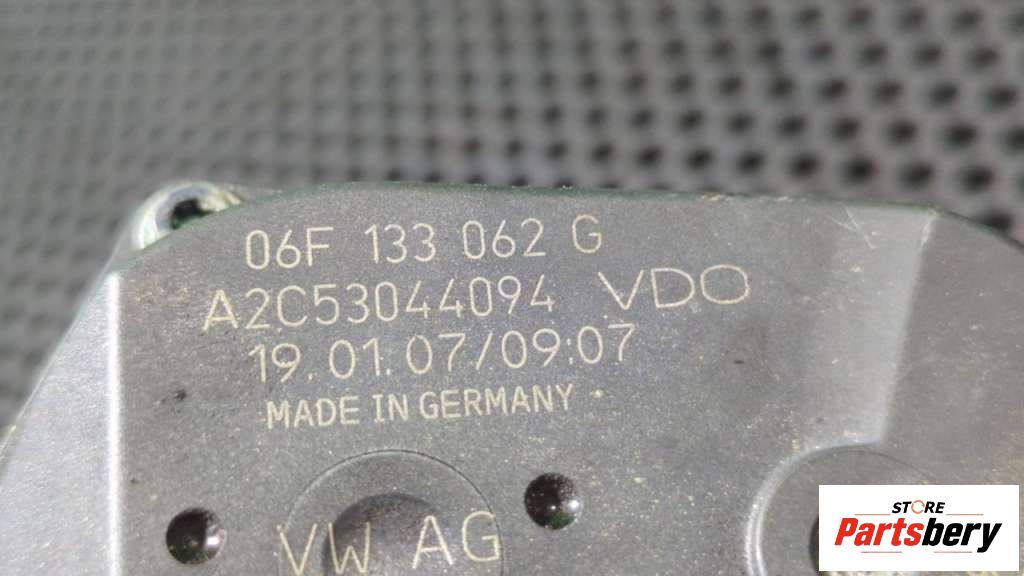 06F 133 062 G
A2C53044094 VDO
19.01.07/09:07
MADE IN GERMANY
VW AG
STORE
Partsbery